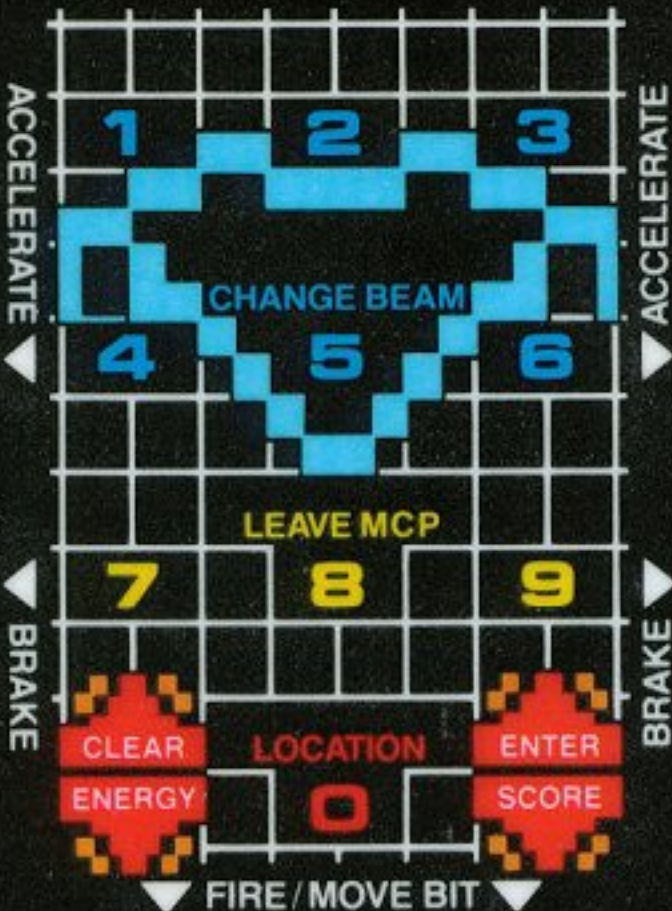 1 2 3
ACCELERATE
ACCELERATE
CHANGE BEAM
4 5 6
LEAVE MCP
7 8 9
BRAKE
BRAKE
CLEAR LOCATION ENTER
ENERGY 0 SCORE
FIRE/MOVE BIT